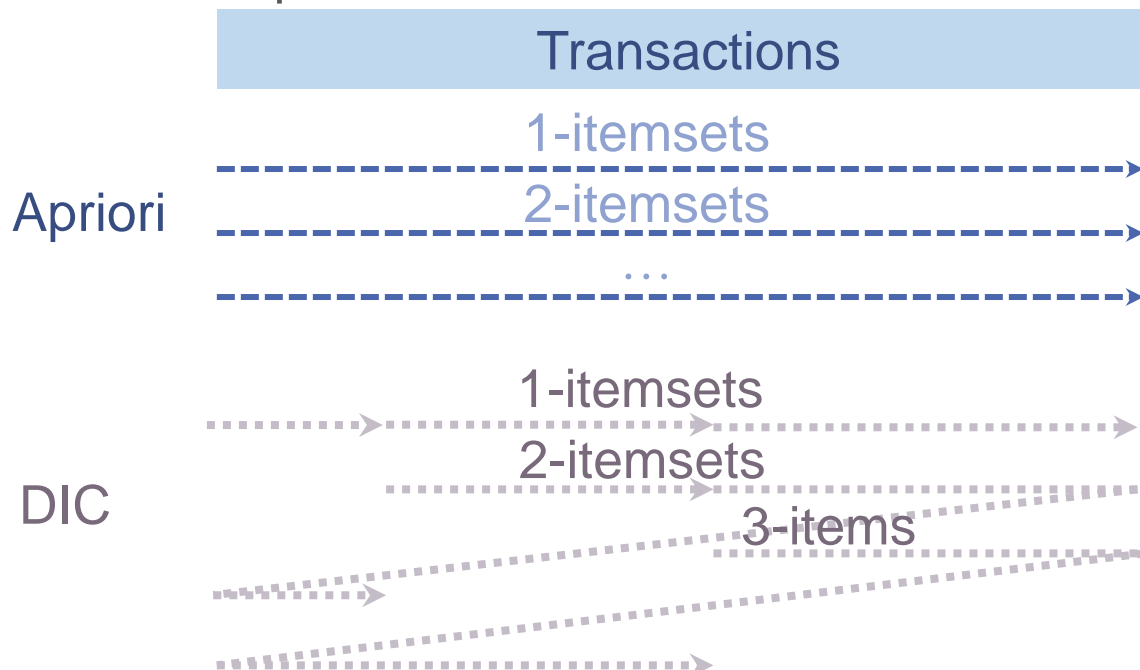 Transactions
1-itemsets
Apriori
2-itemsets
...
1-itemsets
2-itemsets
DIC
3-items